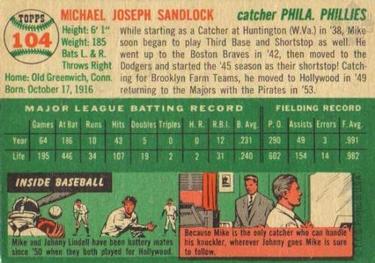 TOPPS
104
MICHAEL JOSEPH SANDLOCK catcher PHILA. PHILLIES
Height: 6' 1"
Weight: 185
Bats L. & R.
Throws Right
Home: Old Greenwich, Conn.
Born: October 17, 1916
While starting as a Catcher at Huntington (W.Va.) in '38, Mike
soon began to play Third Base and Shortstop as well. He
went up to the Boston Braves in '42, then moved to the
Dodgers and started the '45 season as their shortstop! Catch-
ing for Brooklyn Farm Teams, he moved to Hollywood in '49
returning to the Majors with the Pirates in '53.
MAJOR LEAGUE BATTING RECORD FIELDING RECORD
Games At Bat Runs Hits Doubles Triples H. R. R.B.I. B. Avg. P. O. Assists Errors F. Avg.
Year 64 186 10 43 5 0 0 12 .231 290 49 3 .991
Life 195 446 34 107 19 2 2 .240 602 154 14 .982
INSIDE BASEBALL
Mike and Johnny Lindell have been battery mates
since '50 when they both played for Hollywood.
Because Mike is the only catcher who can handle
his knuckler, wherever Johnny goes Mike is sure
to follow.